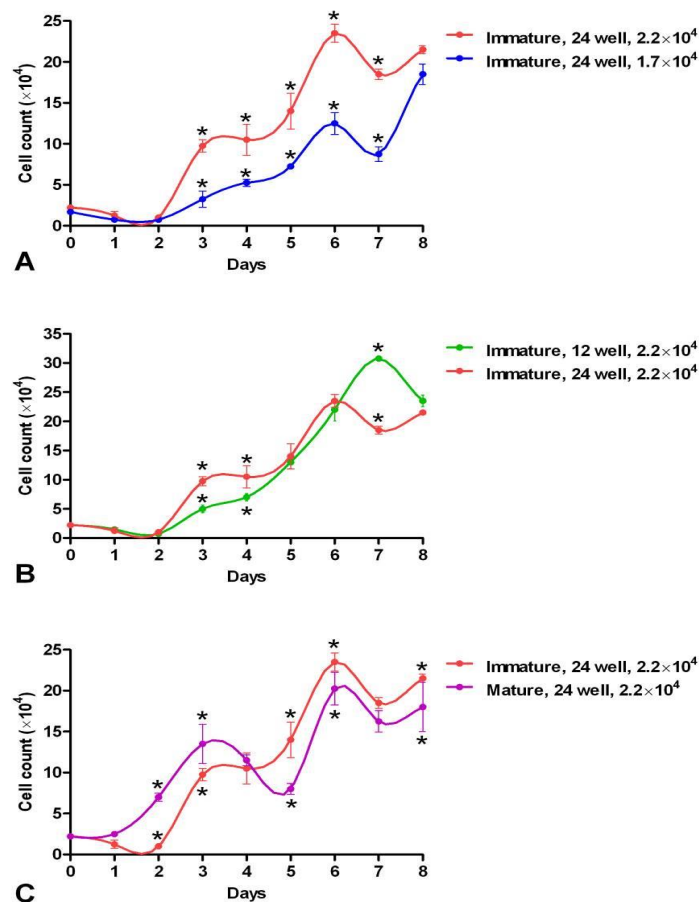 25
20
15
10
5
0
Cell count (×10⁴)
*
*
*
*
*
*
*
*
*
*
0 1 2 3 4 5 6 7 8
Days
A
Immature, 24 well, 2.2×10⁴
Immature, 24 well, 1.7×10⁴
35
30
25
20
15
10
5
0
Cell count (×10⁴)
*
*
*
*
*
*
0 1 2 3 4 5 6 7 8
Days
B
Immature, 12 well, 2.2×10⁴
Immature, 24 well, 2.2×10⁴
25
20
15
10
5
0
Cell count (×10⁴)
*
*
*
*
*
*
*
*
*
*
0 1 2 3 4 5 6 7 8
Days
C
Immature, 24 well, 2.2×10⁴
Mature, 24 well, 2.2×10⁴